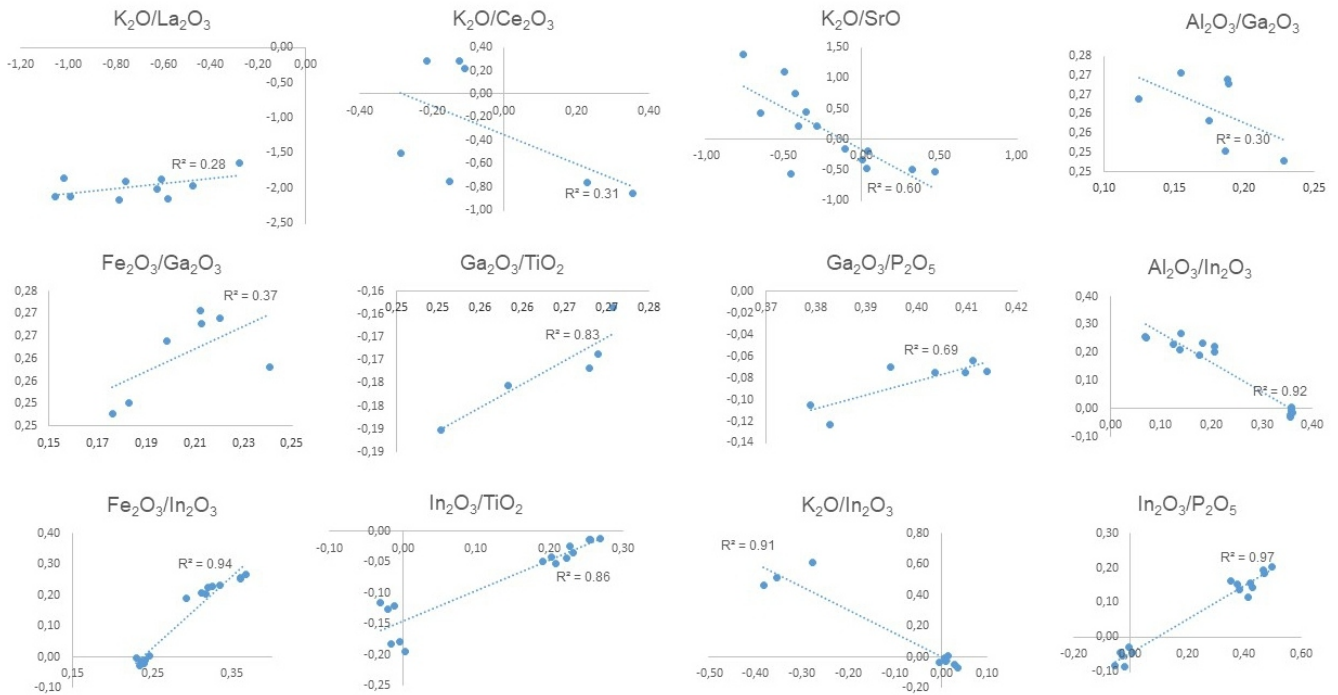 K₂O/La₂O₃
0,00
-1,20 -1,00 -0,80 -0,60 -0,40 -0,20 0,00
-0,50
-1,00
-1,50
R² = 0.28
-2,00
-2,50
K₂O/Ce₂O₃
0,40
0,20
0,00
-0,40 -0,20 0,00 0,20 0,40
-0,20
-0,40
-0,60
-0,80
R² = 0.31
-1,00
K₂O/SrO
1,50
1,00
0,50
0,00
-1,00 -0,50 0,00 0,50 1,00
-0,50
R² = 0.60
-1,00
Al₂O₃/Ga₂O₃
0,28
0,27
0,27
0,26
0,26
R² = 0.30
0,25
0,25
0,10 0,15 0,20 0,25
Fe₂O₃/Ga₂O₃
0,28
R² = 0.37
0,27
0,27
0,26
0,26
0,25
0,25
0,15 0,17 0,19 0,21 0,23 0,25
Ga₂O₃/TiO₂
-0,16
0,25 0,25 0,26 0,26 0,27 0,27 0,28
-0,17
R² = 0.83
-0,17
-0,18
-0,18
-0,19
-0,19
Ga₂O₃/P₂O₅
0,00
0,37 0,38 0,39 0,40 0,41 0,42
-0,02
-0,04
R² = 0.69
-0,06
-0,08
-0,10
-0,12
-0,14
Al₂O₃/In₂O₃
0,40
0,30
0,20
0,10
R² = 0.92
0,00
0,00 0,10 0,20 0,30 0,40
-0,10
Fe₂O₃/In₂O₃
0,40
0,30
R² = 0.94
0,20
0,10
0,00
0,15 0,25 0,35
-0,10
In₂O₃/TiO₂
0,00
-0,10 0,00 0,10 0,20 0,30
-0,05
R² = 0.86
-0,10
-0,15
-0,20
-0,25
K₂O/In₂O₃
0,80
R² = 0.91
0,60
0,40
0,20
0,00
-0,50 -0,40 -0,30 -0,20 -0,10 0,00 0,10
-0,20
In₂O₃/P₂O₅
0,30
R² = 0.97
0,20
0,10
0,00
-0,20 0,00 0,20 0,40 0,60
-0,10